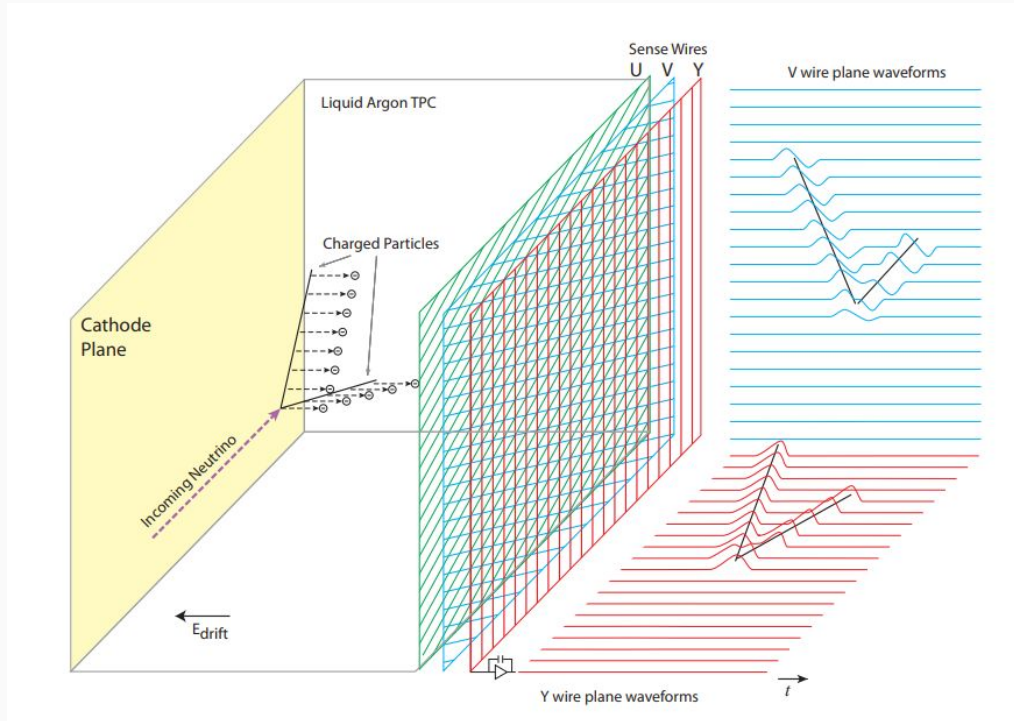 Sense Wires
U V Y
V wire plane waveforms
Liquid Argon TPC
Charged Particles
Cathode
Plane
Incoming Neutrino
Edrift
Y wire plane waveforms
t